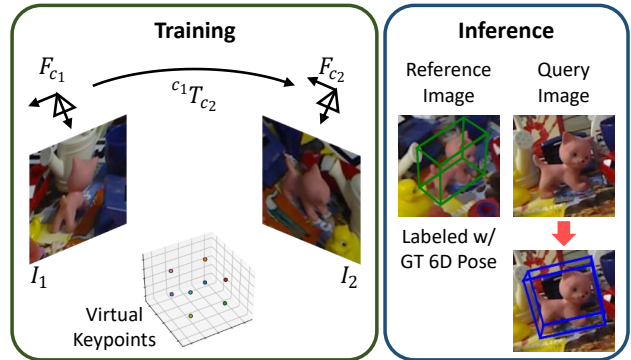 Training
F_{c_1}
F_{c_2}
^{c_1}T_{c_2}
I_1
I_2
Virtual
Keypoints
Inference
Reference
Image
Query
Image
Labeled w/
GT 6D Pose